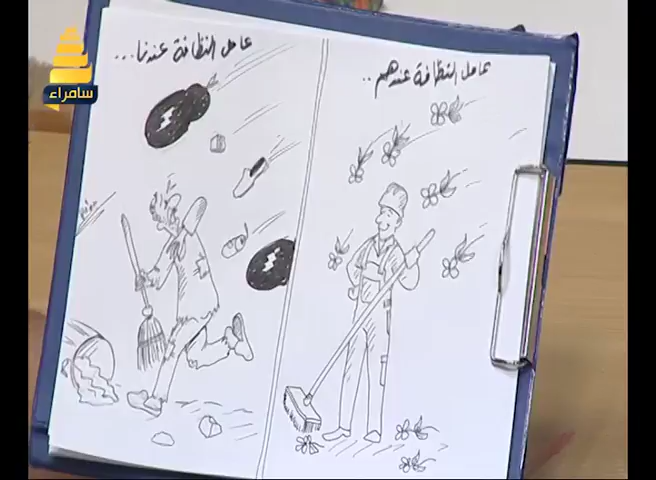 عامل النظافة عندهم ..
عامل النظافة عندنا ...
سامراء